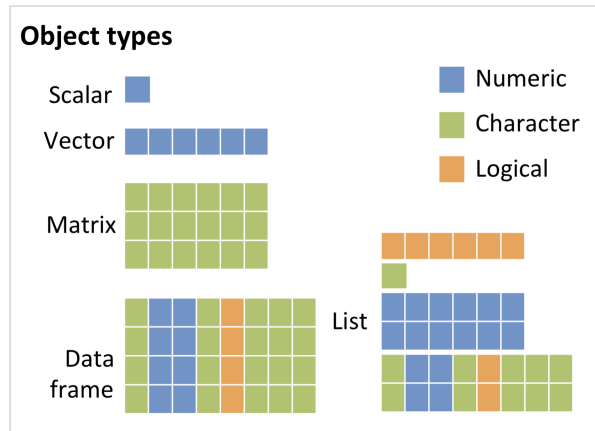 Object types
Scalar
Vector
Matrix
Data
frame
Numeric
Character
Logical
List